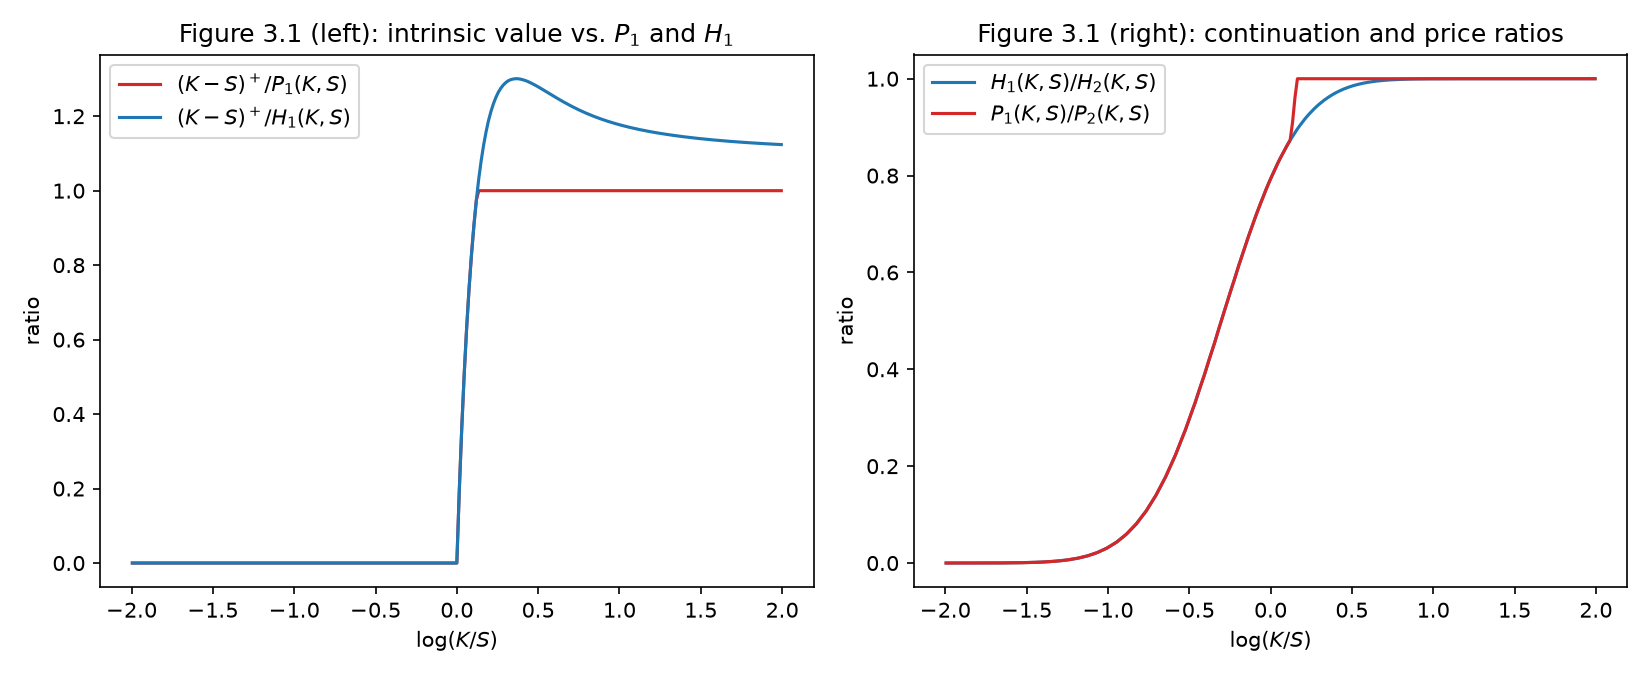 Figure 3.1 (left): intrinsic value vs. P₁ and H₁
(K − S)⁺/P₁(K, S)
(K − S)⁺/H₁(K, S)
ratio
1.2
1.0
0.8
0.6
0.4
0.2
0.0
−2.0 −1.5 −1.0 −0.5 0.0 0.5 1.0 1.5 2.0
log(K/S)
Figure 3.1 (right): continuation and price ratios
H₁(K, S)/H₂(K, S)
P₁(K, S)/P₂(K, S)
ratio
1.0
0.8
0.6
0.4
0.2
0.0
−2.0 −1.5 −1.0 −0.5 0.0 0.5 1.0 1.5 2.0
log(K/S)